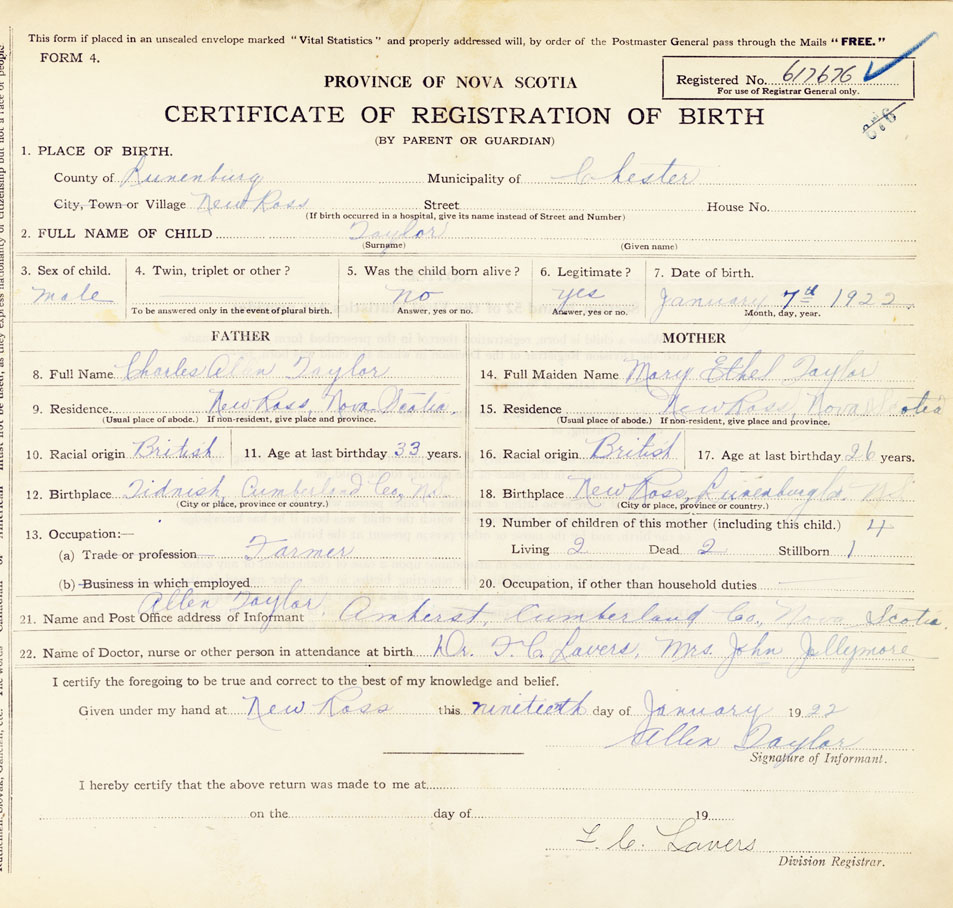 This form if placed in an unsealed envelope marked "Vital Statistics" and properly addressed will, by order of the Postmaster General pass through the Mails "FREE."
FORM 4.
PROVINCE OF NOVA SCOTIA
Registered No. 617676
For use of Registrar General only.
CERTIFICATE OF REGISTRATION OF BIRTH
(BY PARENT OR GUARDIAN)
1. PLACE OF BIRTH.
County of Lunenburg Municipality of Chester
City, Town or Village New Ross Street House No.
(If birth occurred in a hospital, give its name instead of Street and Number)
2. FULL NAME OF CHILD Taylor
(Surname) (Given name)
3. Sex of child. 4. Twin, triplet or other? 5. Was the child born alive? 6. Legitimate? 7. Date of birth.
male no yes January 7th 1922
To be answered only in the event of plural birth. Answer, yes or no. Answer, yes or no. Month, day, year.
FATHER MOTHER
8. Full Name Charles Allen Taylor 14. Full Maiden Name Mary Ethel Taylor
9. Residence New Ross, Nova Scotia. 15. Residence New Ross, Nova Scotia
(Usual place of abode.) If non-resident, give place and province. (Usual place of abode.) If non-resident, give place and province.
10. Racial origin British 11. Age at last birthday 33 years. 16. Racial origin British 17. Age at last birthday 26 years.
12. Birthplace Tidnish, Cumberland Co, N.S. 18. Birthplace New Ross, Lunenburg Co.
(City or place, province or country.) (City or place, province or country.)
19. Number of children of this mother (including this child.) 4
13. Occupation:—
(a) Trade or profession Farmer Living 2 Dead 2 Stillborn 1
(b) Business in which employed 20. Occupation, if other than household duties
Allen Taylor,
21. Name and Post Office address of Informant Amherst, Cumberland Co, Nova Scotia.
22. Name of Doctor, nurse or other person in attendance at birth Dr. F. C. Lavers, Mrs. John Jollymore
I certify the foregoing to be true and correct to the best of my knowledge and belief.
Given under my hand at New Ross this ninitieth day of January 1922
Allen Taylor
Signature of Informant.
I hereby certify that the above return was made to me at
on the day of 19
F. C. Lavers
Division Registrar.